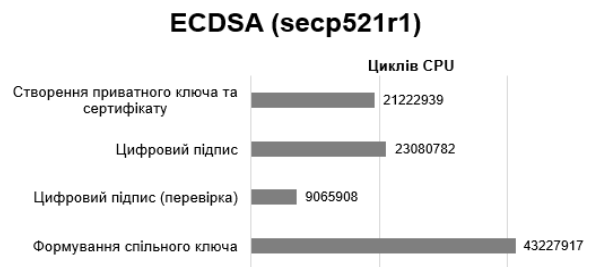 ECDSA (secp521r1)
Циклів CPU
Створення приватного ключа та
сертифікату
21222939
Цифровий підпис
23080782
Цифровий підпис (перевірка)
9065908
Формування спільного ключа
43227917